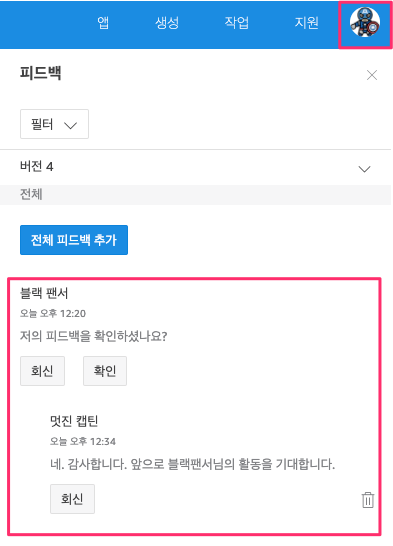 앱 생성 작업 지원
피드백
필터
버전 4
전체
전체 피드백 추가
블랙 팬서
오늘 오후 12:20
저의 피드백을 확인하셨나요?
회신 확인
멋진 캡틴
오늘 오후 12:34
네. 감사합니다. 앞으로 블랙팬서님의 활동을 기대합니다.
회신